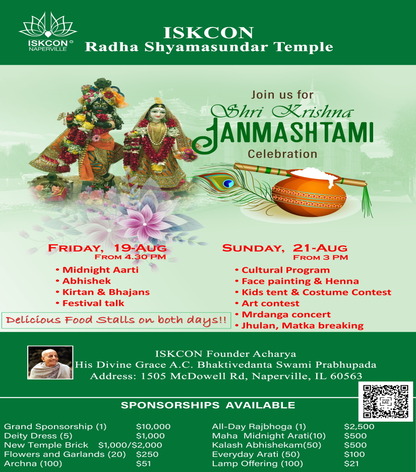 ISKCON®
NAPERVILLE
ISKCON
Radha Shyamasundar Temple
Join us for
Shri Krishna
JANMASHTAMI
Celebration
FRIDAY, 19-AUG
FROM 4.30 PM
• Midnight Aarti
• Abhishek
• Kirtan & Bhajans
• Festival talk
SUNDAY, 21-AUG
FROM 3 PM
• Cultural Program
• Face painting & Henna
• Kids tent & Costume Contest
• Art contest
• Mrdanga concert
• Jhulan, Matka breaking
Delicious Food Stalls on both days!!
ISKCON Founder Acharya
His Divine Grace A.C. Bhaktivedanta Swami Prabhupada
Address: 1505 McDowell Rd, Naperville, IL 60563
SPONSORSHIPS AVAILABLE
Grand Sponsorship (1) $10,000
Deity Dress (5) $1,000
New Temple Brick $1,000/$2,000
Flowers and Garlands (20) $250
Archna (100) $51
All-Day Rajbhoga (1) $2,500
Maha Midnight Arati(10) $500
Kalash Abhishekam(50) $500
Everyday Arati (50) $100
Lamp Offering (100) $21